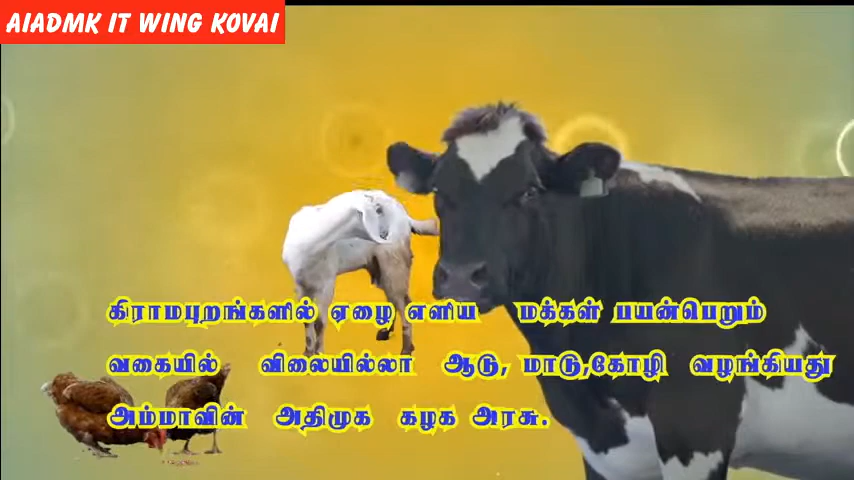 AIADMK IT WING KOVAI
கிராமபுறங்களில் ஏழை எளிய மக்கள் பயன்பெறும்
வகையில் விலையில்லா ஆடு, மாடு,கோழி வழங்கியது
அம்மாவின் அதிமுக கழக அரசு.